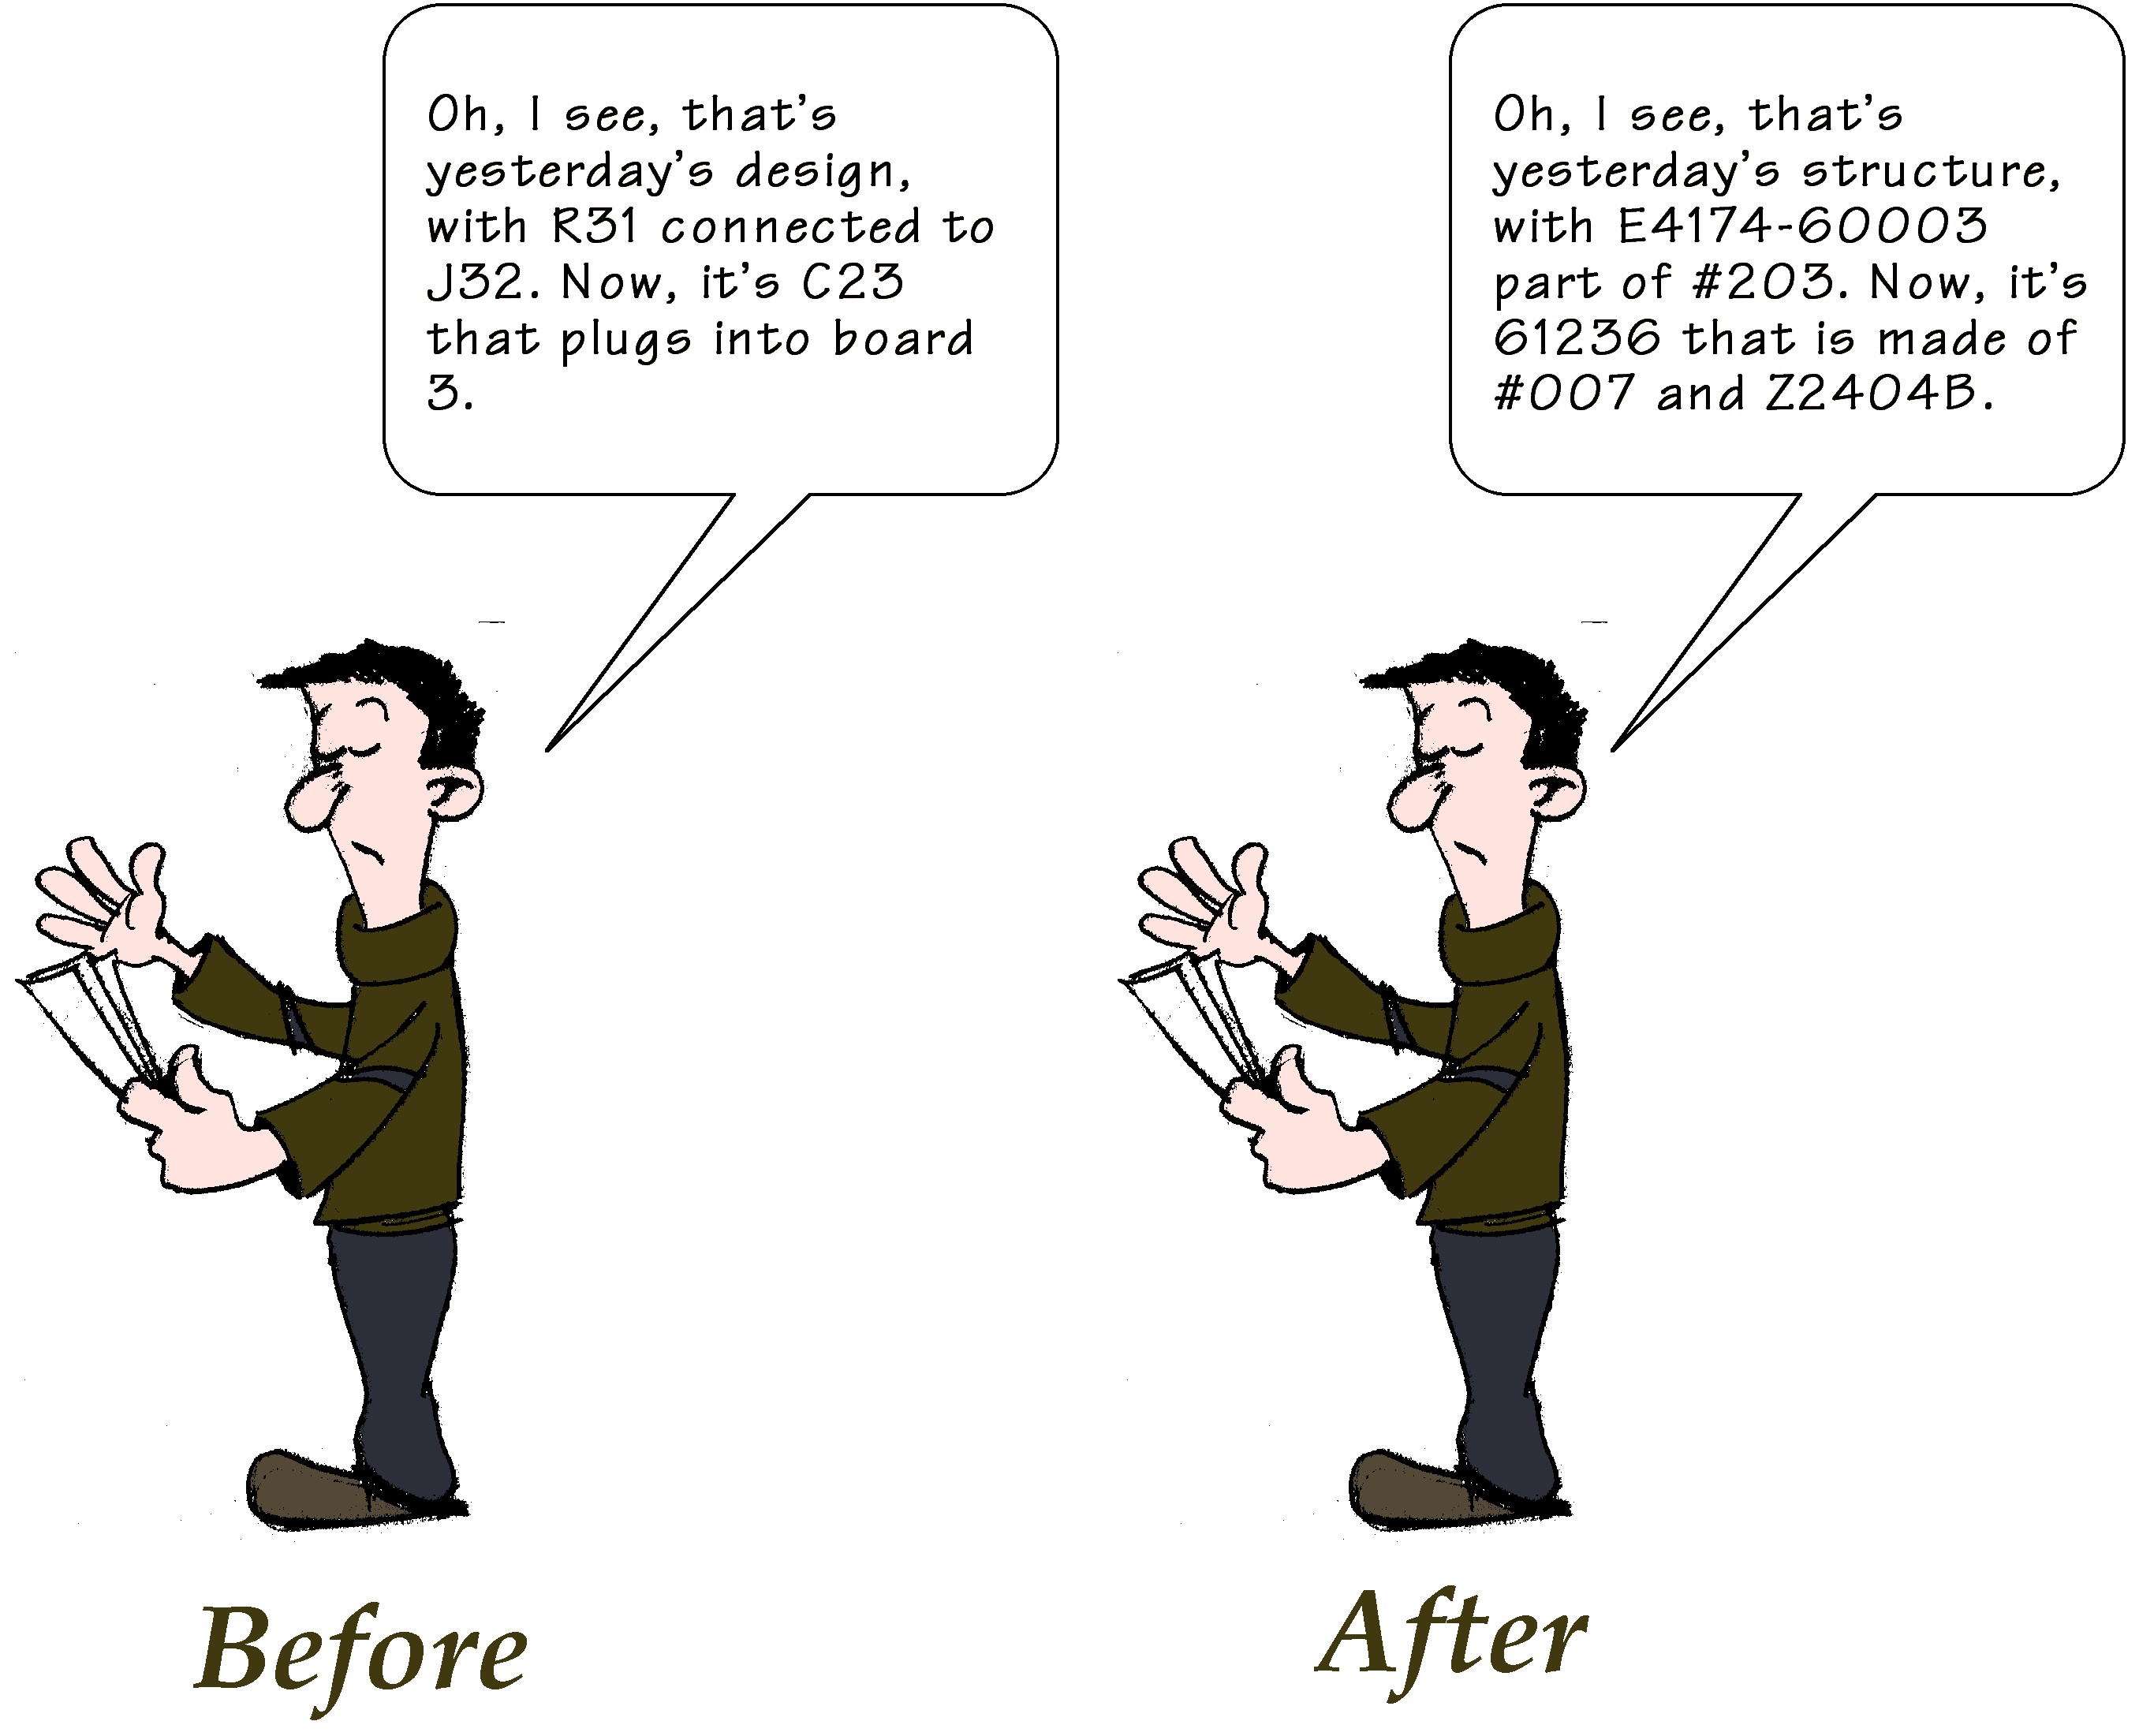 Oh, I see, that's
yesterday's design,
with R31 connected to
J32. Now, it's C23
that plugs into board
3.
Oh, I see, that's
yesterday's structure,
with E4174-60003
part of #203. Now, it's
61236 that is made of
#007 and Z2404B.
Before
After